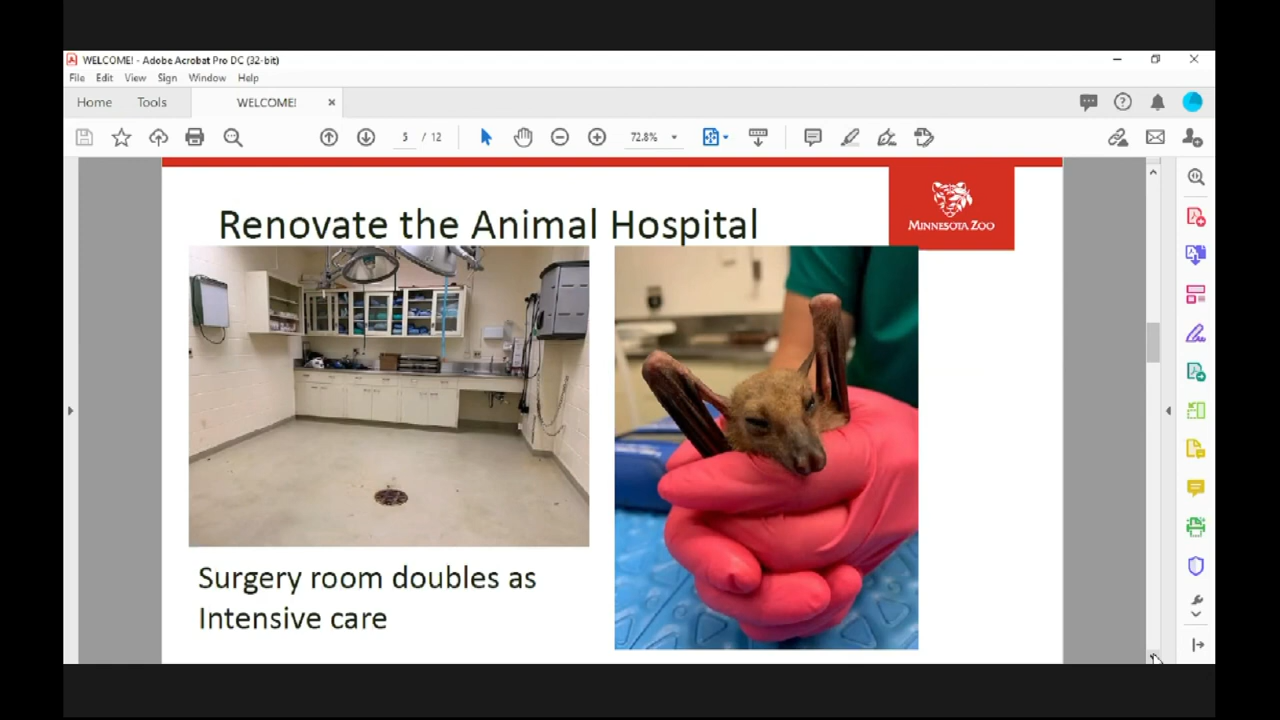 WELCOME! - Adobe Acrobat Pro DC (32-bit)
File Edit View Sign Window Help
Home Tools WELCOME!
5 / 12 72.8%
MINNESOTA ZOO
Renovate the Animal Hospital
Surgery room doubles as
Intensive care